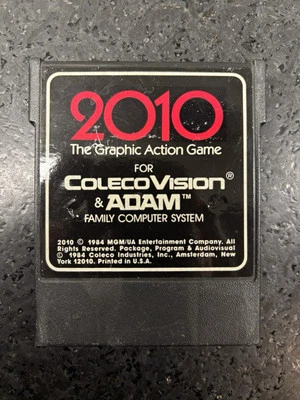 2010
The Graphic Action Game
FOR
COLECOVISION®
& ADAM™
FAMILY COMPUTER SYSTEM
2010 © 1984 MGM/UA Entertainment Company. All
Rights Reserved. Package, Program & Audiovisual
© 1984 Coleco Industries, Inc., Amsterdam, New
York 12010. Printed in U.S.A.